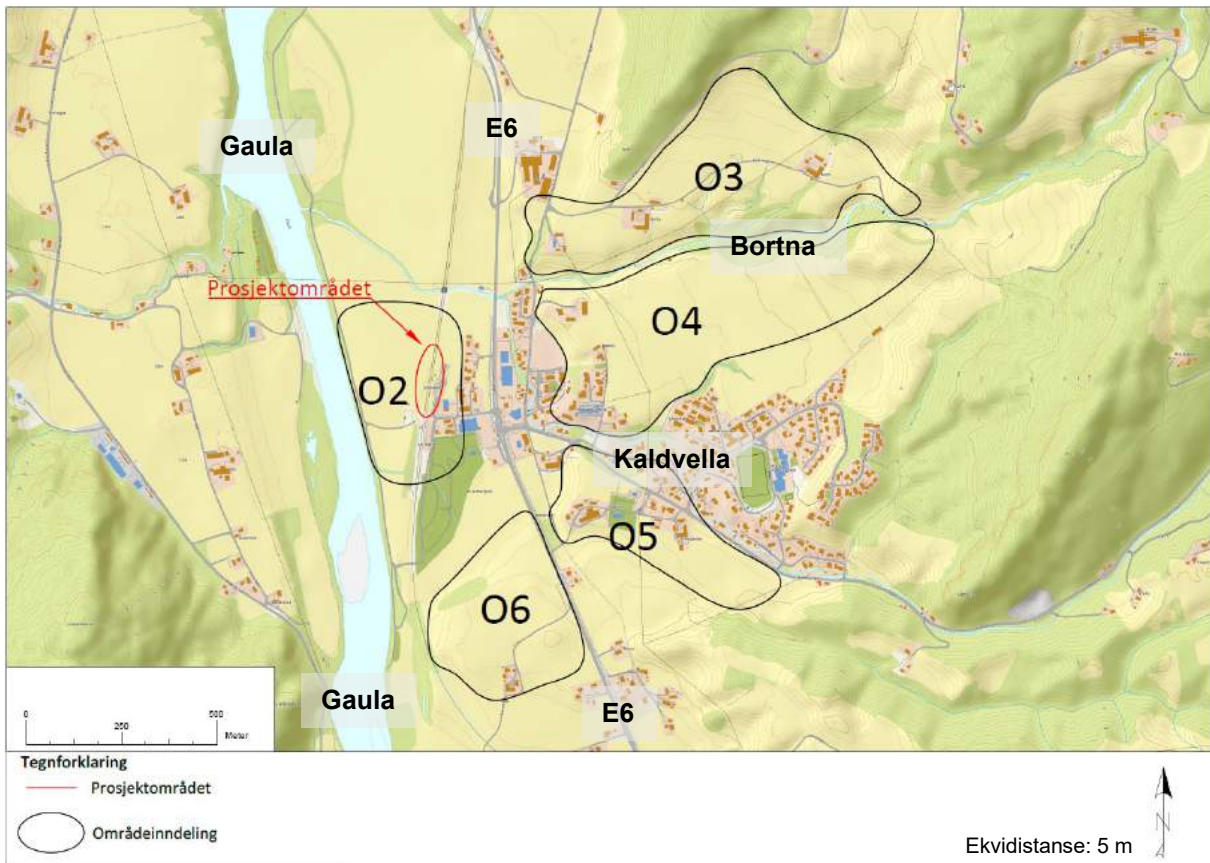 E6
Gaula
O3
Bortna
Prosjektområdet
O4
O2
Kaldvella
O5
O6
Gaula
E6
0 250 500
Meter
Tegnforklaring
Prosjektområdet
Områdeinndeling
N
Ekvidistanse: 5 m